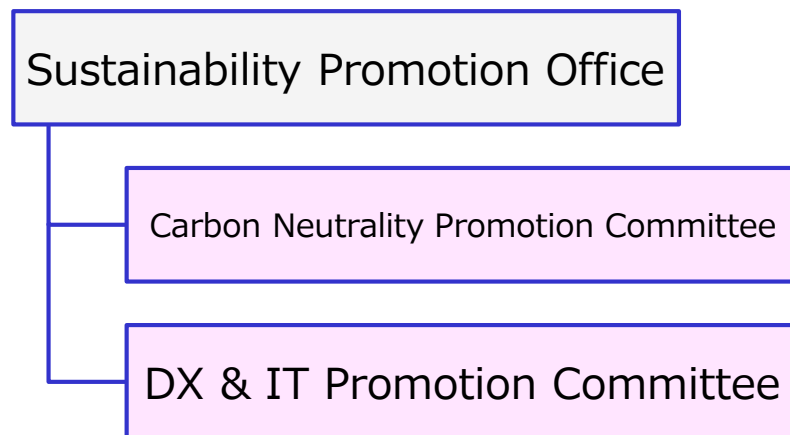 Sustainability Promotion Office
Carbon Neutrality Promotion Committee
DX & IT Promotion Committee